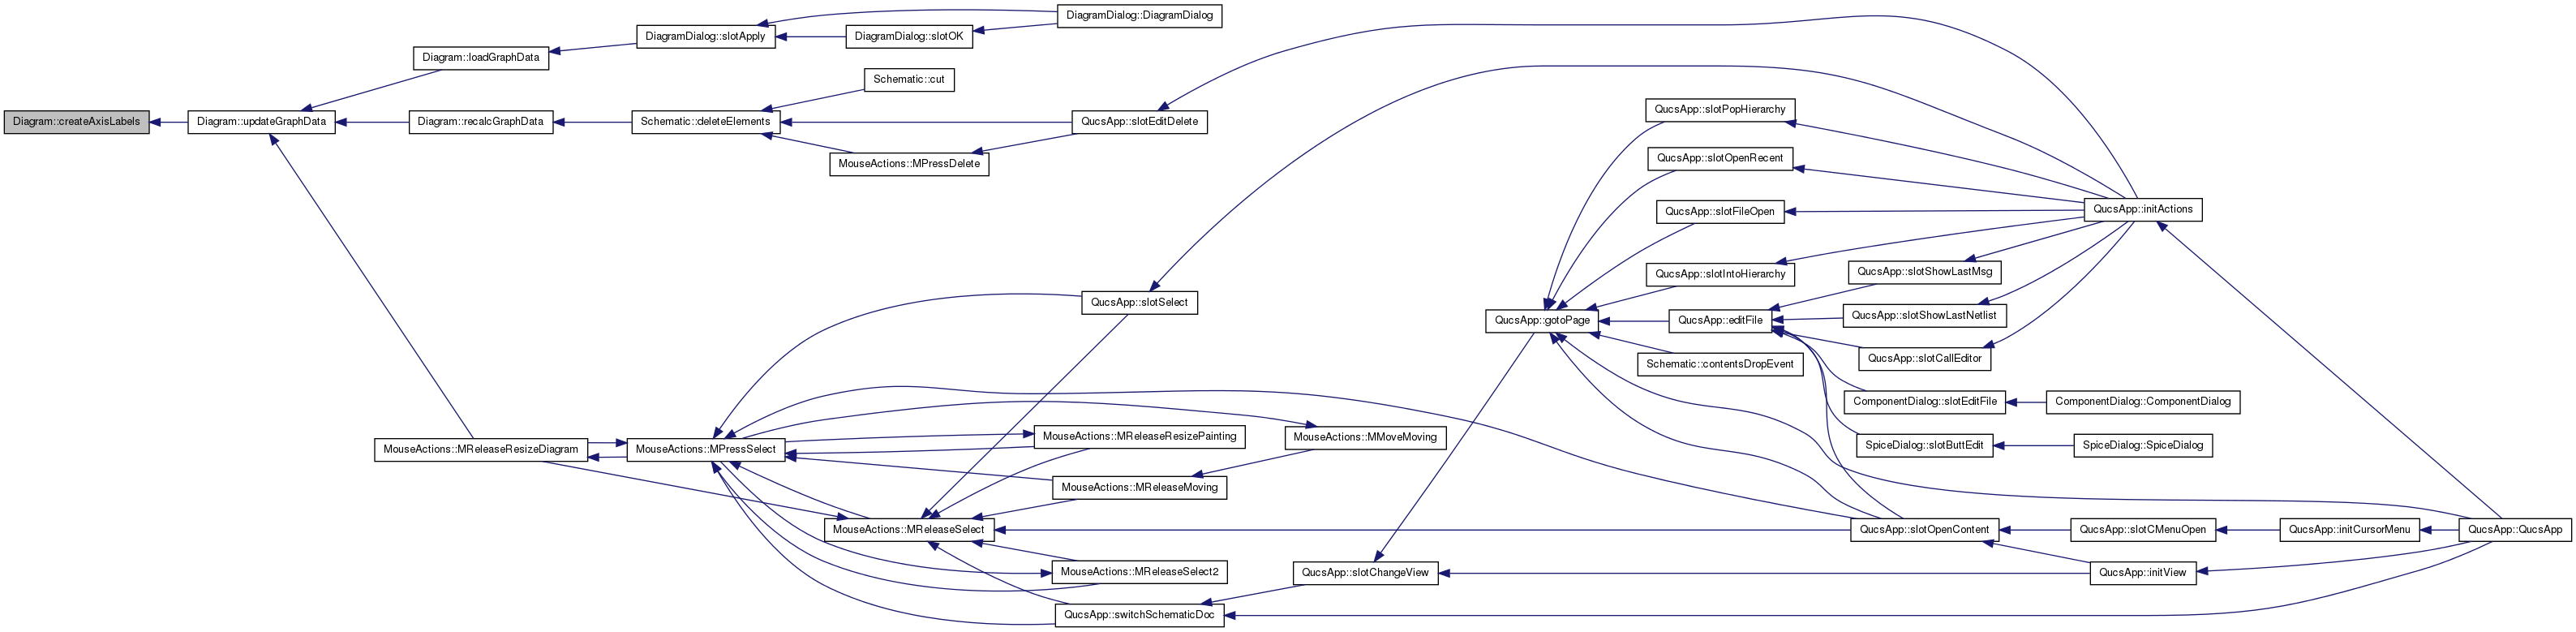 Diagram::createAxisLabels
Diagram::updateGraphData
Diagram::loadGraphData
DiagramDialog::slotApply
DiagramDialog::DiagramDialog
DiagramDialog::slotOK
Diagram::recalcGraphData
Schematic::deleteElements
Schematic::cut
QucsApp::slotEditDelete
MouseActions::MPressDelete
MouseActions::MReleaseResizeDiagram
MouseActions::MPressSelect
QucsApp::slotSelect
MouseActions::MReleaseResizePainting
MouseActions::MMoveMoving
MouseActions::MReleaseMoving
MouseActions::MReleaseSelect
MouseActions::MReleaseSelect2
QucsApp::switchSchematicDoc
QucsApp::slotChangeView
QucsApp::gotoPage
QucsApp::slotPopHierarchy
QucsApp::slotOpenRecent
QucsApp::slotFileOpen
QucsApp::slotIntoHierarchy
QucsApp::editFile
Schematic::contentsDropEvent
QucsApp::slotShowLastMsg
QucsApp::slotShowLastNetlist
QucsApp::slotCallEditor
ComponentDialog::slotEditFile
ComponentDialog::ComponentDialog
SpiceDialog::slotButtEdit
SpiceDialog::SpiceDialog
QucsApp::slotOpenContent
QucsApp::slotCMenuOpen
QucsApp::initCursorMenu
QucsApp::QucsApp
QucsApp::initView
QucsApp::initActions